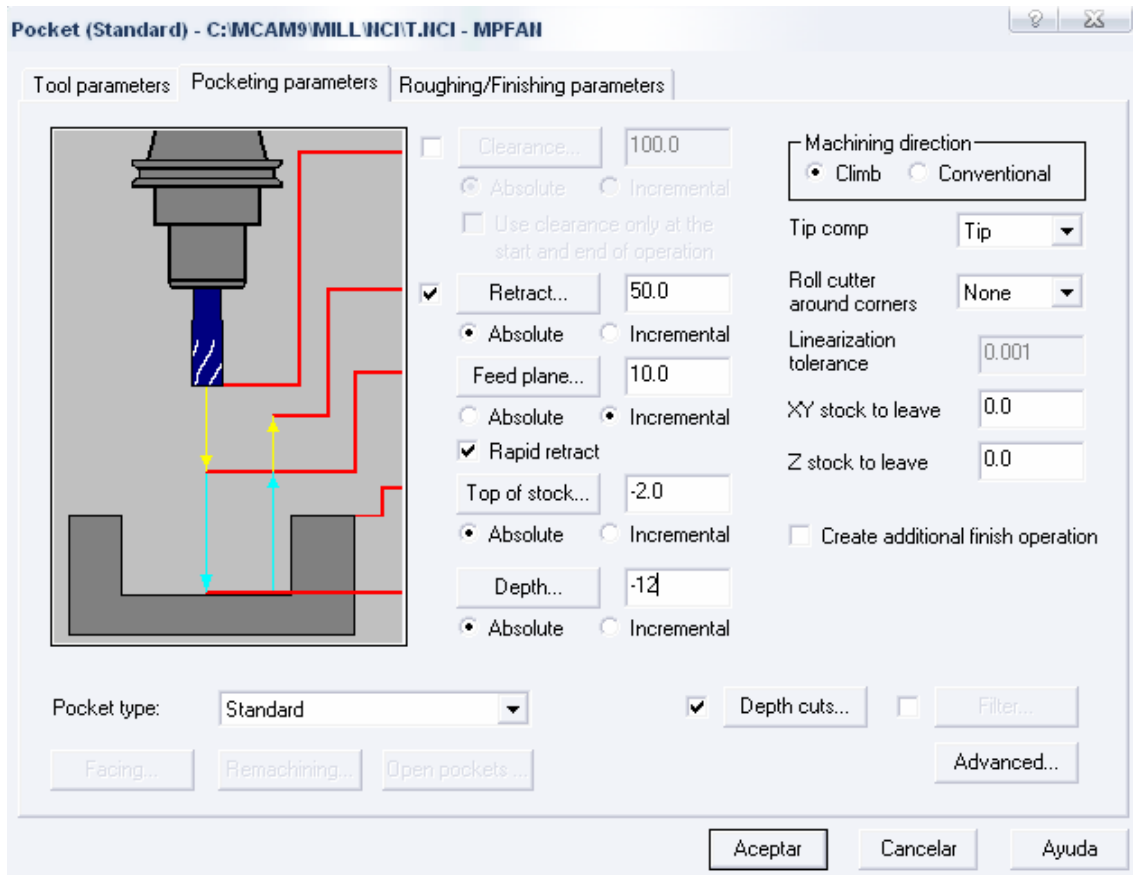 Pocket (Standard) - C:\MCAM9\MILL\NCI\T.NCI - MPFAN
Tool parameters
Pocketing parameters
Roughing/Finishing parameters
Clearance...
100.0
Absolute
Incremental
Use clearance only at the
start and end of operation
Retract...
50.0
Absolute
Incremental
Feed plane...
10.0
Absolute
Incremental
Rapid retract
Top of stock...
-2.0
Absolute
Incremental
Depth...
-12
Absolute
Incremental
Machining direction
Climb
Conventional
Tip comp
Tip
Roll cutter
around corners
None
Linearization
tolerance
0.001
XY stock to leave
0.0
Z stock to leave
0.0
Create additional finish operation
Pocket type:
Standard
Depth cuts...
Filter...
Facing...
Remachining...
Open pockets ...
Advanced...
Aceptar
Cancelar
Ayuda